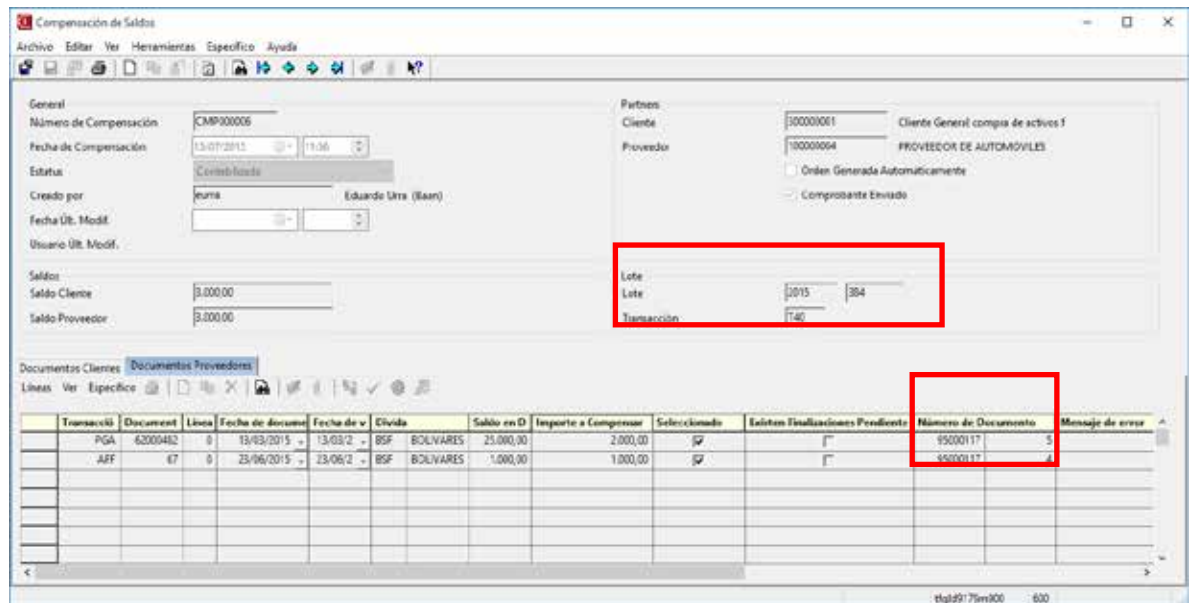 Compensación de Saldos
Archivo Editar Ver Herramientas Específico Ayuda
General
Número de Compensación CMP000006
Fecha de Compensación 13/07/2015 11:36
Estatus Contabilizado
Creado por eurra Eduardo Urra (Baan)
Fecha Últ. Modif.
Usuario Últ. Modif.
Partners
Cliente 300000001 Cliente General compra de activos f
Proveedor 100000064 PROVEEDOR DE AUTOMOVILES
Orden Generada Automáticamente
Comprobante Enviado
Saldos
Saldo Cliente 3.000,00
Saldo Proveedor 3.000,00
Lote
Lote 2015 384
Transacción T40
Documentos Clientes Documentos Proveedores
Líneas Ver Específico
Transacció Document Línea Fecha de docume Fecha de v Divida Saldo en D Importe a Compensar Seleccionado Existen Finalizaciones Pendiente Número de Documento Mensaje de error
PGA 62000482 0 13/03/2015 13/03/2 BSF BOLIVARES 25.000,00 2.000,00 95000117 5
AFF 67 0 23/06/2015 23/06/2 BSF BOLIVARES 1.000,00 1.000,00 95000117 4
600